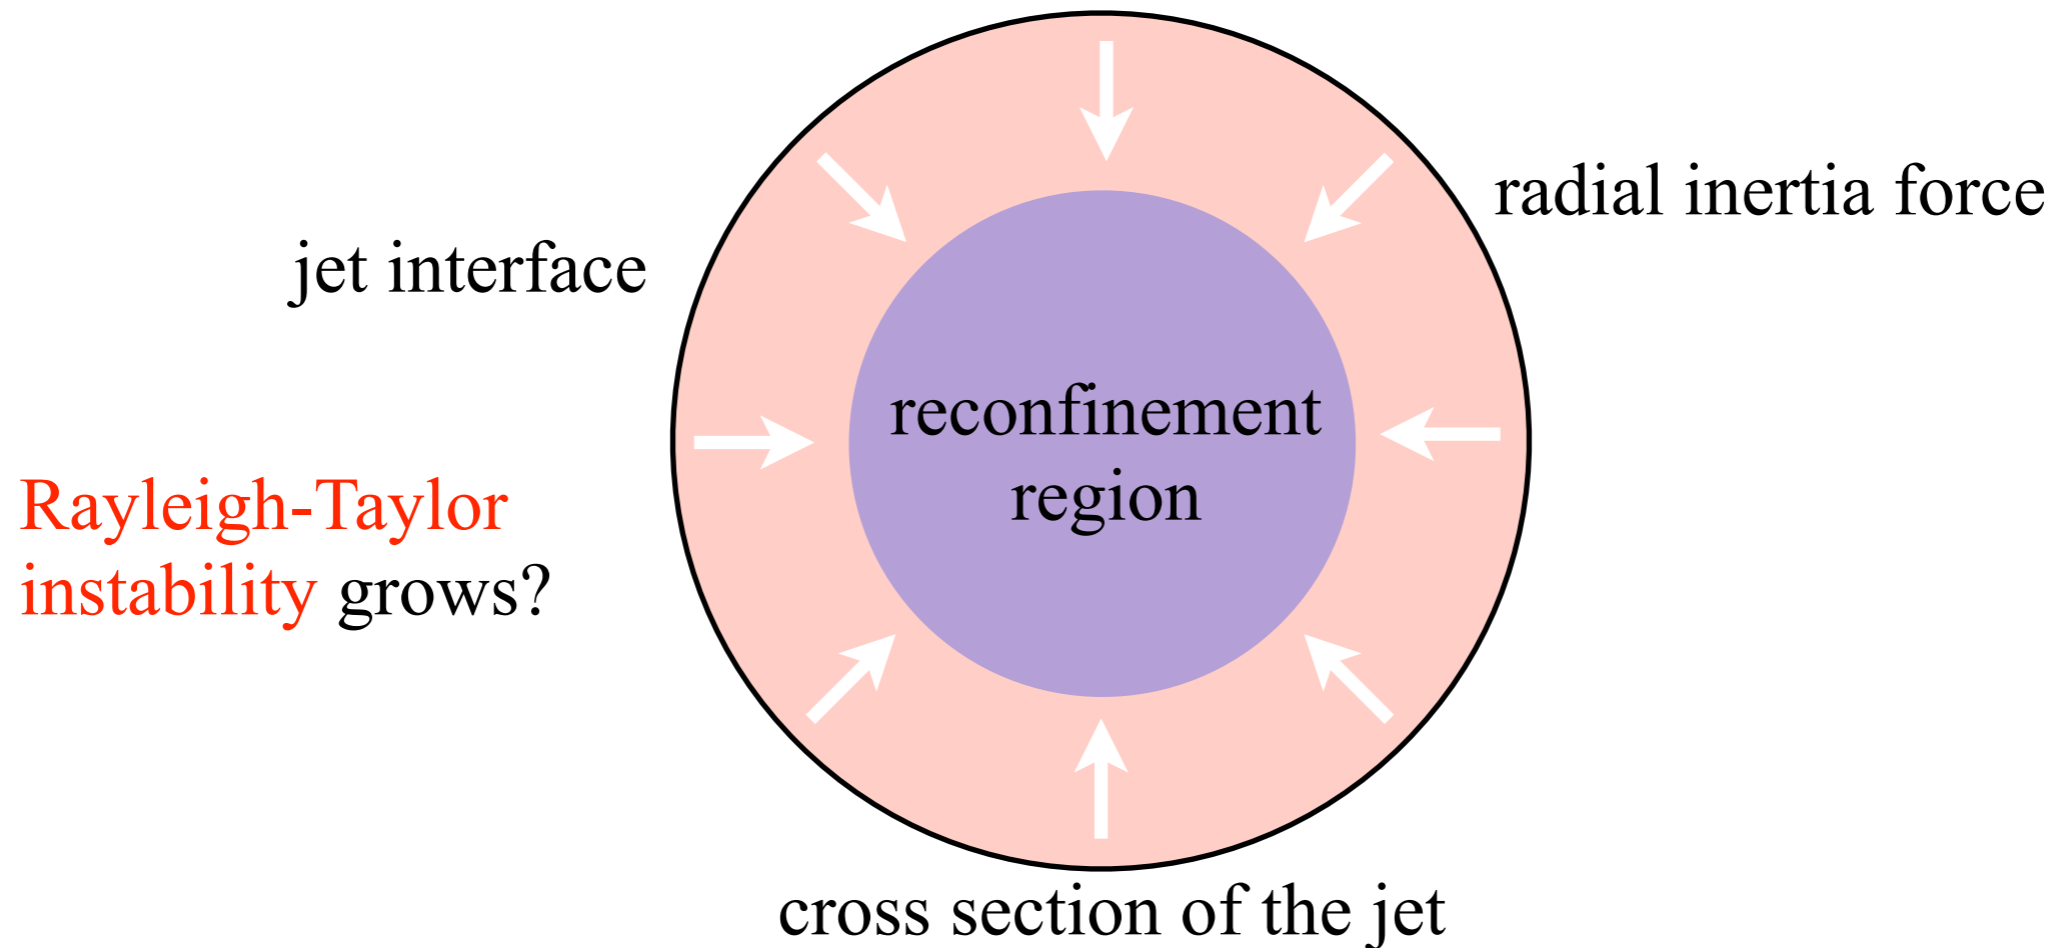 radial inertia force
jet interface
reconfinement
region
Rayleigh-Taylor
instability grows?
cross section of the jet